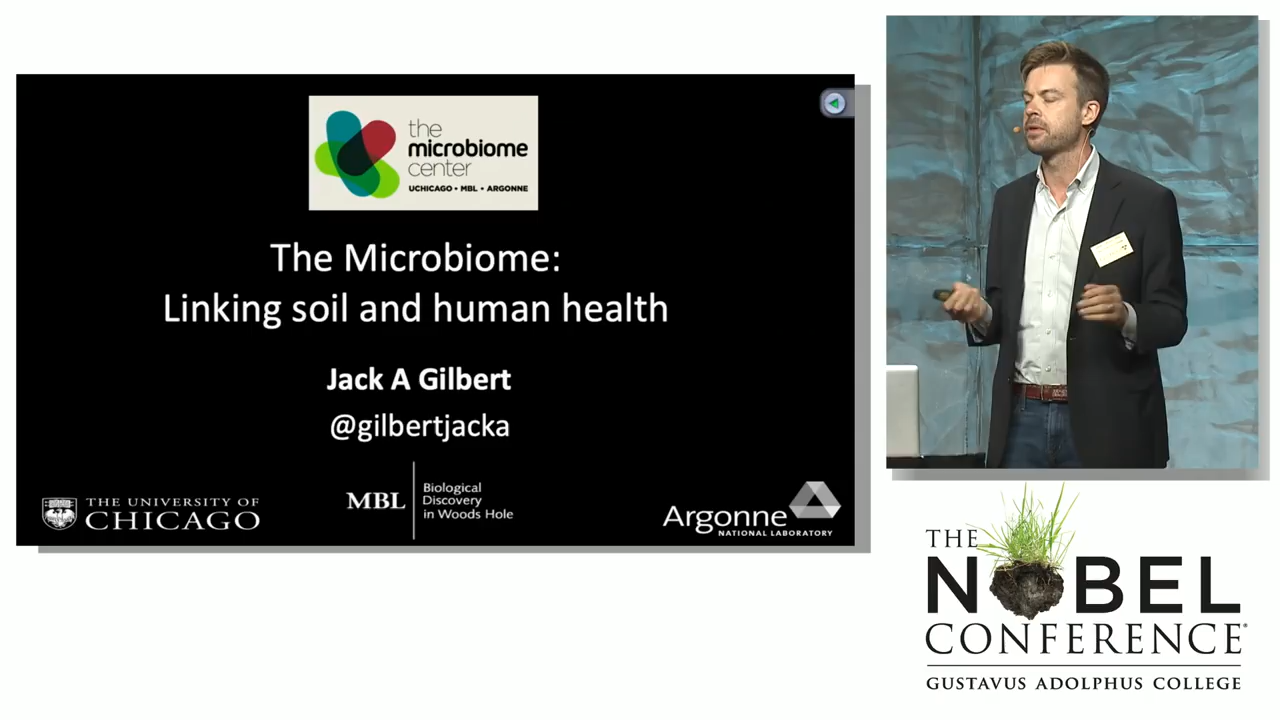 the
microbiome
center
UCHICAGO • MBL • ARGONNE
The Microbiome:
Linking soil and human health
Jack A Gilbert
@gilbertjacka
THE UNIVERSITY OF
CHICAGO
MBL
Biological
Discovery
in Woods Hole
Argonne
NATIONAL LABORATORY
THE
NOBEL
CONFERENCE®
GUSTAVUS ADOLPHUS COLLEGE